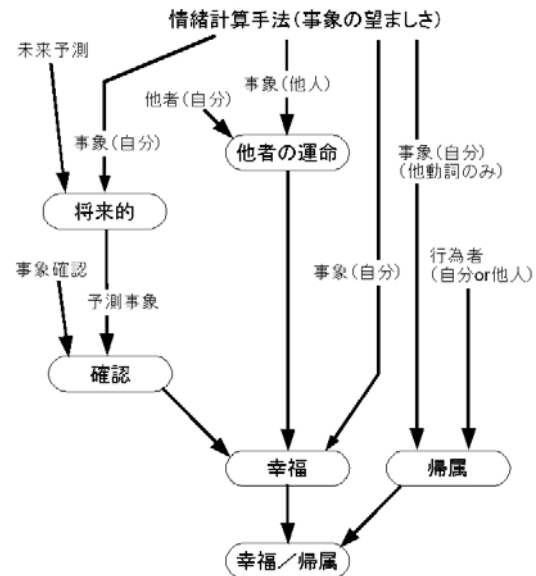 情緒計算手法(事象の望ましさ)
未来予測
他者(自分)
事象(他人)
事象(自分)
他者の運命
事象(自分)
(他動詞のみ)
将来的
行為者
(自分or他人)
事象確認
予測事象
事象(自分)
確認
幸福
帰属
幸福/帰属